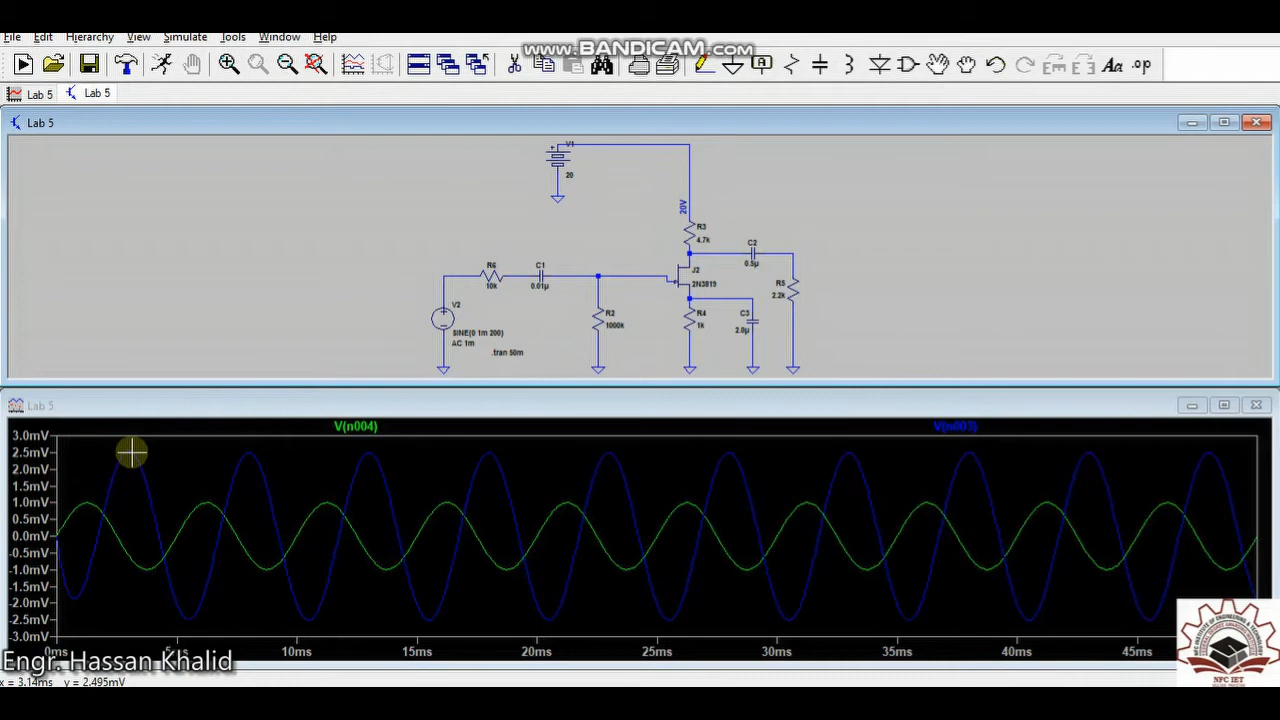 www.BANDICAM.com
File Edit Hierarchy View Simulate Tools Window Help
A Aa .op
Lab 5 Lab 5
Lab 5
V1
20
20V
R3
4.7k
C2
0.5µ
R6
10k
C1
0.01µ
J2
2N3819
R5
2.2k
V2
SINE(0 1m 200)
AC 1m
.tran 50m
R2
1000k
R4
1k
C3
2.0µ
Lab 5
V(n004) V(n003)
3.0mV
2.5mV
2.0mV
1.5mV
1.0mV
0.5mV
0.0mV
-0.5mV
-1.0mV
-1.5mV
-2.0mV
-2.5mV
-3.0mV
0ms 5ms 10ms 15ms 20ms 25ms 30ms 35ms 40ms 45ms
Engr. Hassan Khalid
NFC IET
x = 3.14ms y = 2.495mV